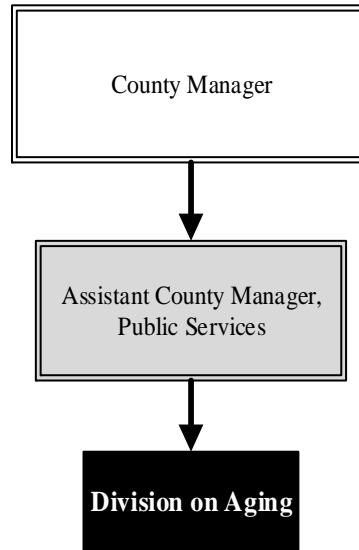 County Manager
Assistant County Manager,
Public Services
Division on Aging